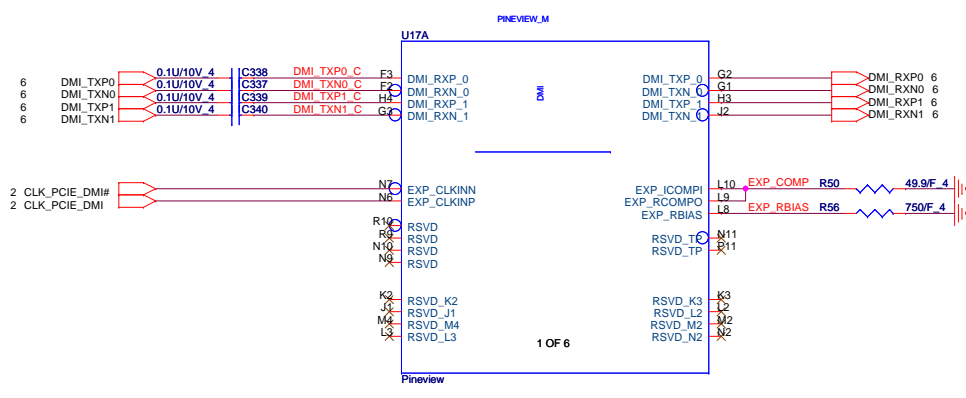 PINEVIEW_M
U17A
6 DMI_TXP0 0.1U/10V_4 C338 DMI_TXP0_C F3 DMI_RXP_0 DMI_TXP_0 G2 DMI_RXP0 6
6 DMI_TXN0 0.1U/10V_4 C337 DMI_TXN0_C F2 DMI_RXN_0 DMI_TXN_0 G1 DMI_RXN0 6
6 DMI_TXP1 0.1U/10V_4 C339 DMI_TXP1_C H4 DMI_RXP_1 DMI_TXP_1 H3 DMI_RXP1 6
6 DMI_TXN1 0.1U/10V_4 C340 DMI_TXN1_C G3 DMI_RXN_1 DMI_TXN_1 J2 DMI_RXN1 6
DMI
2 CLK_PCIE_DMI# N7 EXP_CLKINN EXP_ICOMPI L10 EXP_COMP R50 49.9/F_4
2 CLK_PCIE_DMI N6 EXP_CLKINP EXP_RCOMPO L9
EXP_RBIAS L8 EXP_RBIAS R56 750/F_4
R10 RSVD
R9 RSVD RSVD_TP N11
N10 RSVD RSVD_TP P11
N9 RSVD
K2 RSVD_K2 RSVD_K3 K3
J1 RSVD_J1 RSVD_L2 L2
M4 RSVD_M4 RSVD_M2 M2
L3 RSVD_L3 RSVD_N2 N2
1 OF 6
Pineview